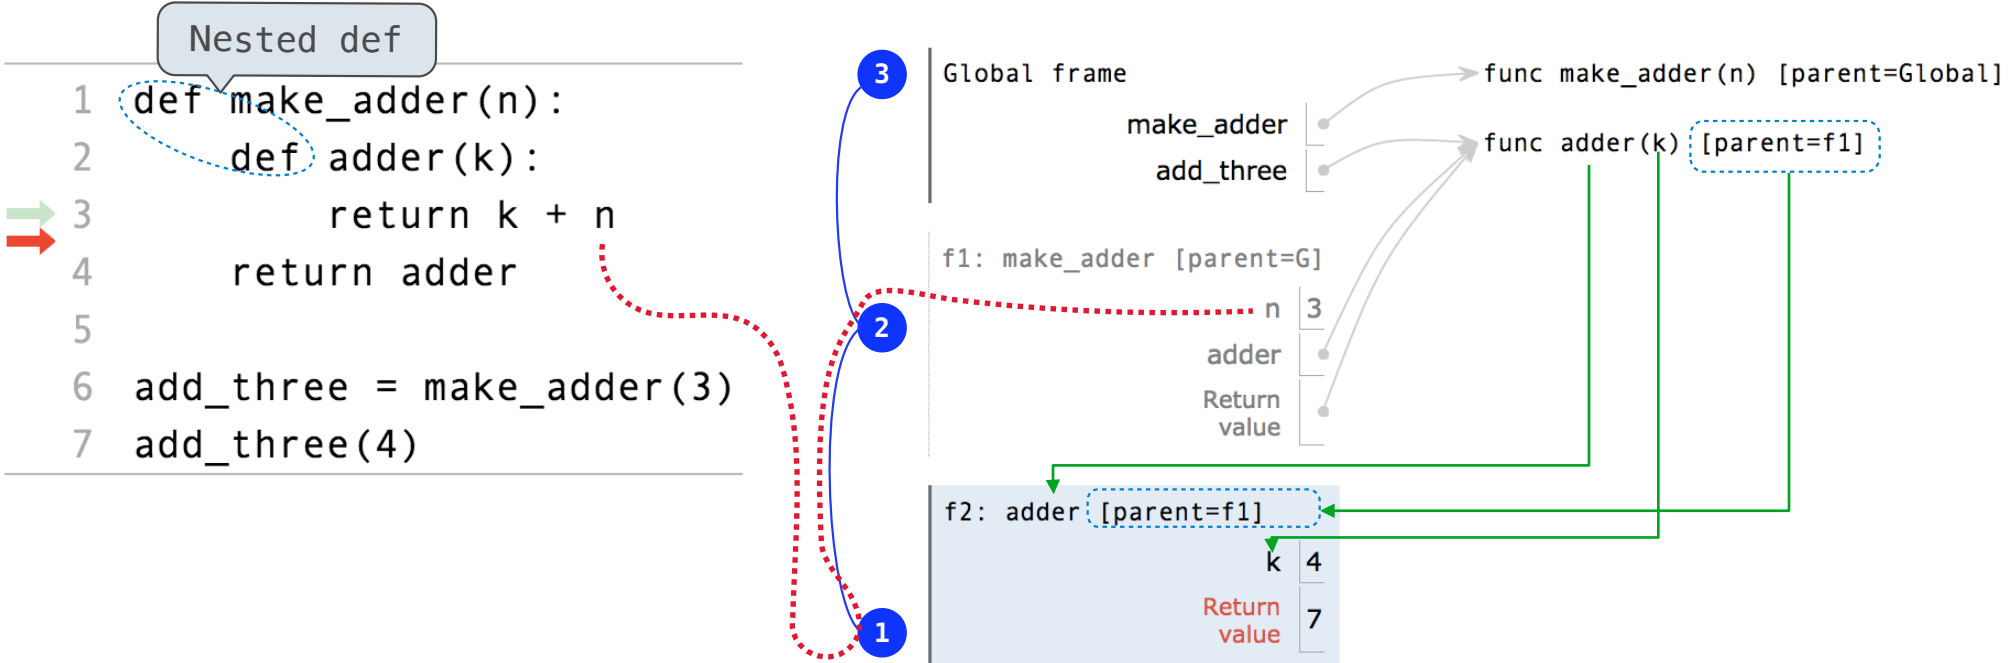 Nested def
1 def make_adder(n):
2     def adder(k):
3         return k + n
4     return adder
5
6 add_three = make_adder(3)
7 add_three(4)
3
2
1
Global frame
make_adder
add_three
func make_adder(n) [parent=Global]
func adder(k) [parent=f1]
f1: make_adder [parent=G]
n 3
adder
Return
value
f2: adder [parent=f1]
k 4
Return
value 7